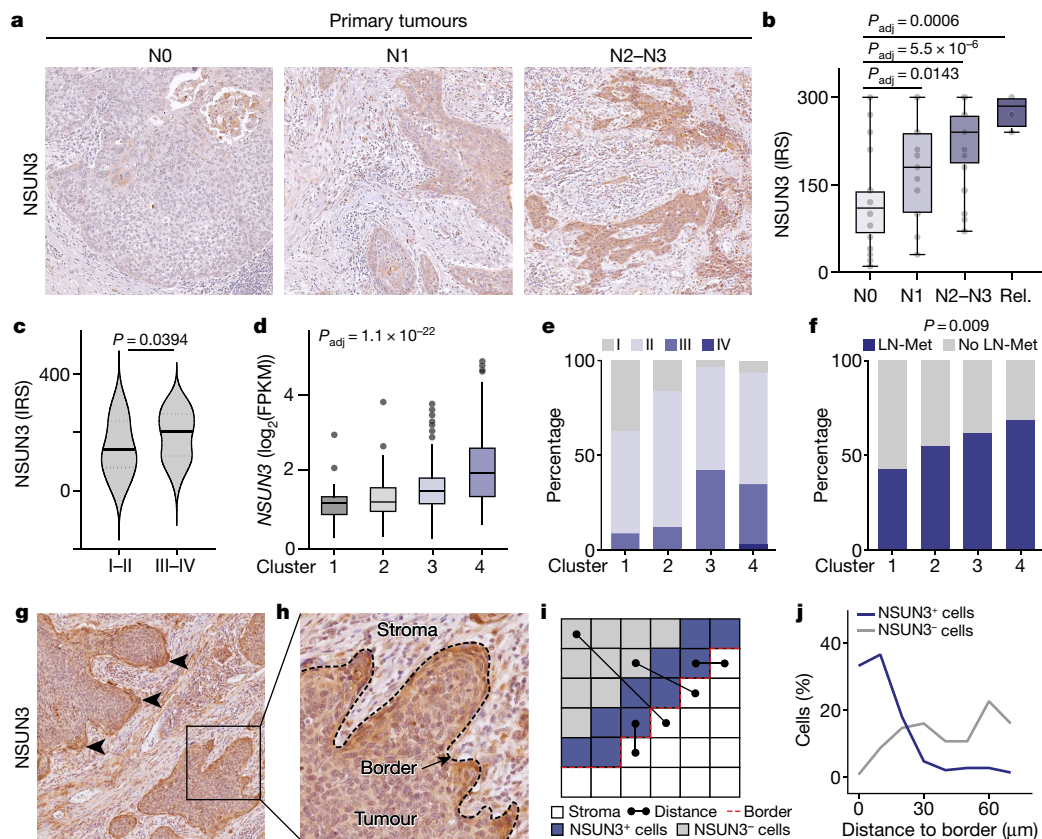 a
Primary tumours
N0 N1 N2–N3
NSUN3
b
P_adj = 0.0006
P_adj = 5.5 × 10⁻⁶
P_adj = 0.0143
NSUN3 (IRS)
300
150
0
N0 N1 N2–N3 Rel.
c
P = 0.0394
NSUN3 (IRS)
400
0
I–II III–IV
d
P_adj = 1.1 × 10⁻²²
NSUN3 (log₂(FPKM))
4
2
0
Cluster 1 2 3 4
e
I II III IV
Percentage
100
50
0
Cluster 1 2 3 4
f
P = 0.009
LN-Met No LN-Met
Percentage
100
50
0
Cluster 1 2 3 4
g
NSUN3
h
Stroma
Border
Tumour
i
Stroma Distance Border
NSUN3⁺ cells NSUN3⁻ cells
j
NSUN3⁺ cells
NSUN3⁻ cells
Cells (%)
40
20
0
0 30 60
Distance to border (μm)